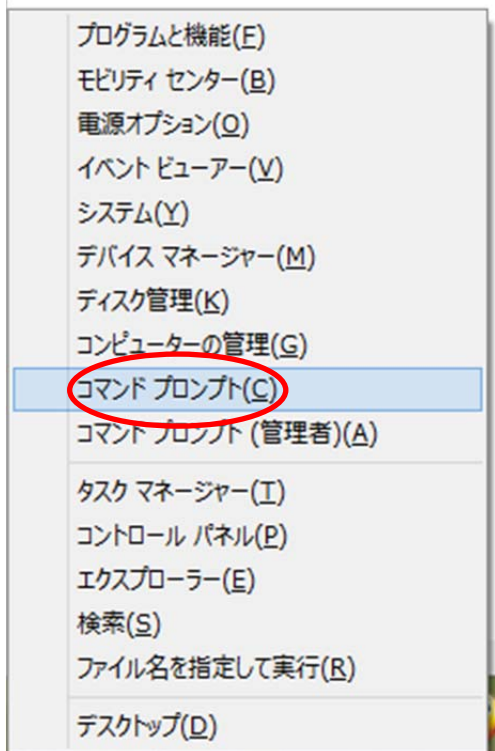 プログラムと機能(F)
モビリティ センター(B)
電源オプション(O)
イベント ビューアー(V)
システム(Y)
デバイス マネージャー(M)
ディスク管理(K)
コンピューターの管理(G)
コマンド プロンプト(C)
コマンド プロンプト (管理者)(A)
タスク マネージャー(T)
コントロール パネル(P)
エクスプローラー(E)
検索(S)
ファイル名を指定して実行(R)
デスクトップ(D)